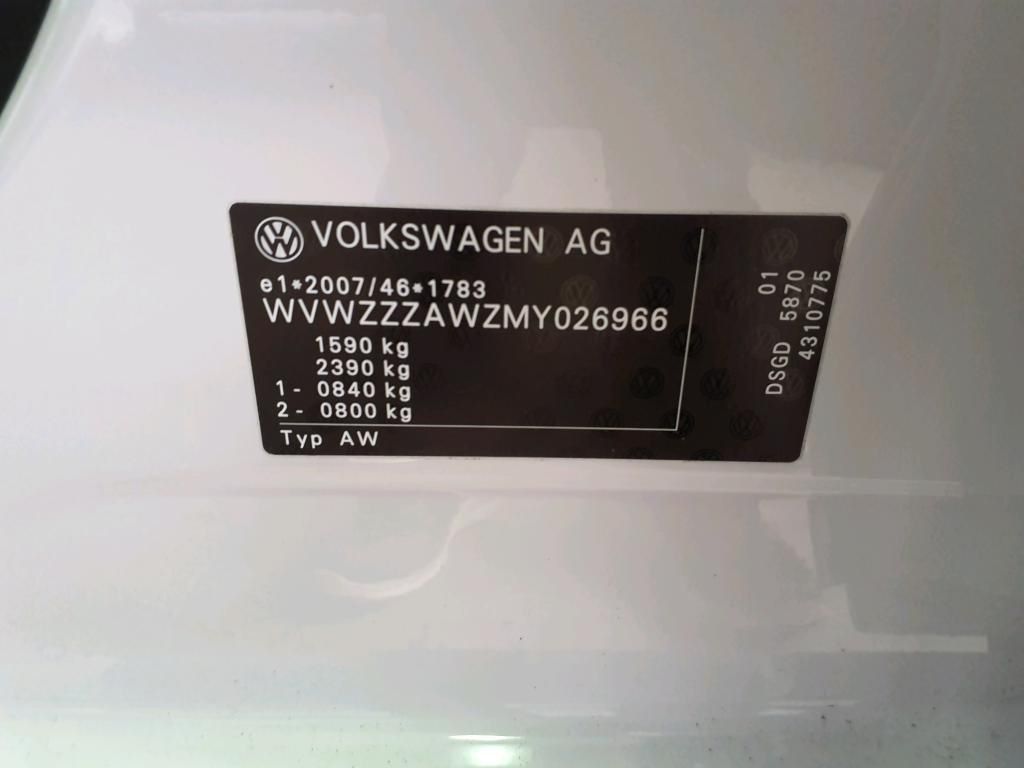 VOLKSWAGEN AG
e1*2007/46*1783
WVWZZZAWZMY026966
1590 kg
2390 kg
1- 0840 kg
2- 0800 kg
Typ AW
01
DSGD 5870
4310775